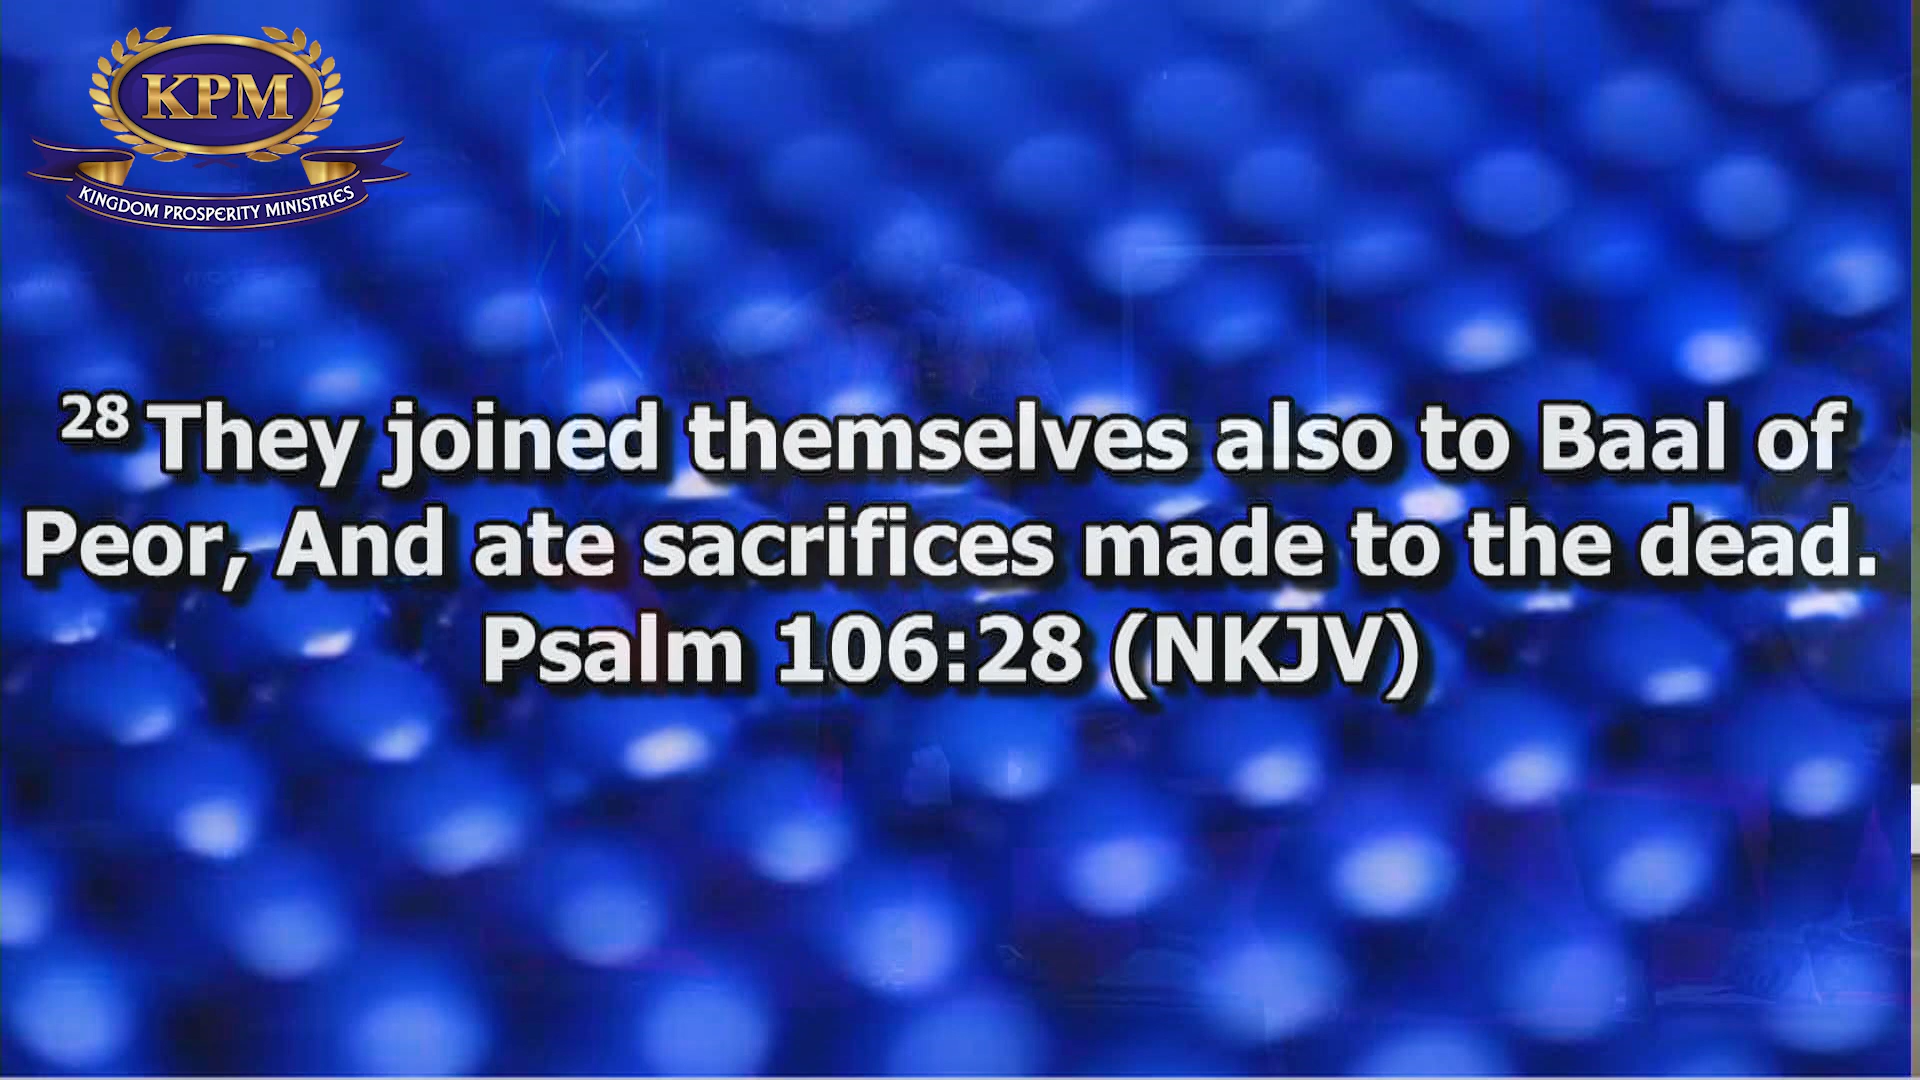 KPM
KINGDOM PROSPERITY MINISTRIES
28 They joined themselves also to Baal of
Peor, And ate sacrifices made to the dead.
Psalm 106:28 (NKJV)